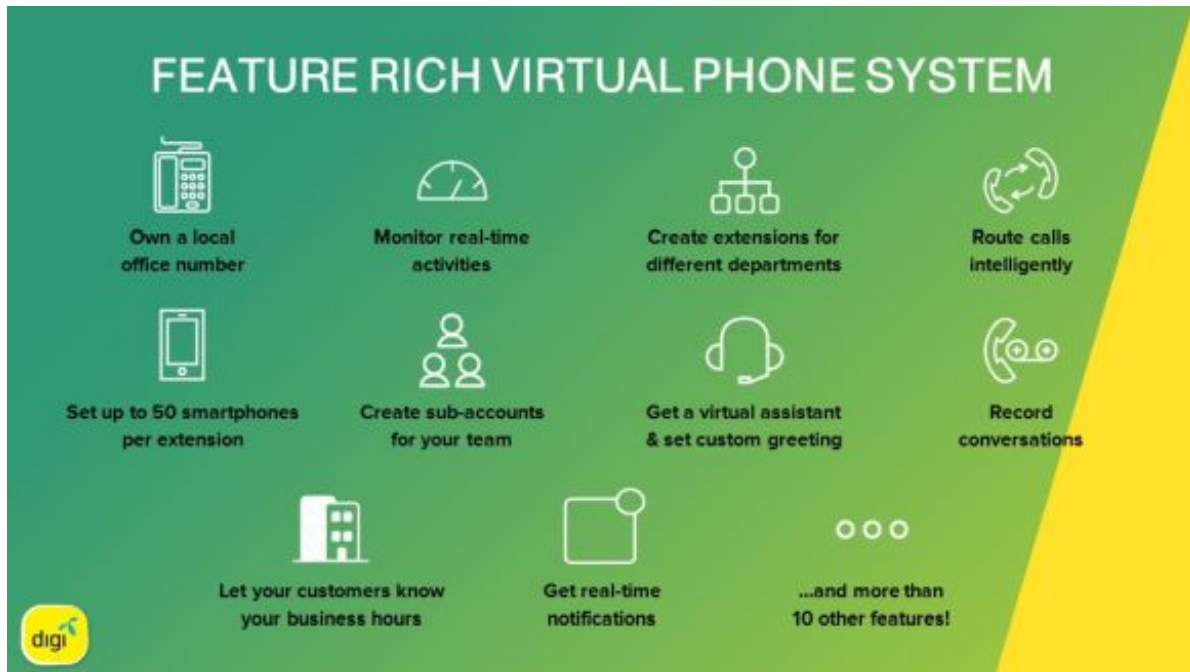 FEATURE RICH VIRTUAL PHONE SYSTEM
Own a local
office number
Monitor real-time
activities
Create extensions for
different departments
Route calls
intelligently
Set up to 50 smartphones
per extension
Create sub-accounts
for your team
Get a virtual assistant
& set custom greeting
Record
conversations
Let your customers know
your business hours
Get real-time
notifications
...and more than
10 other features!
digi